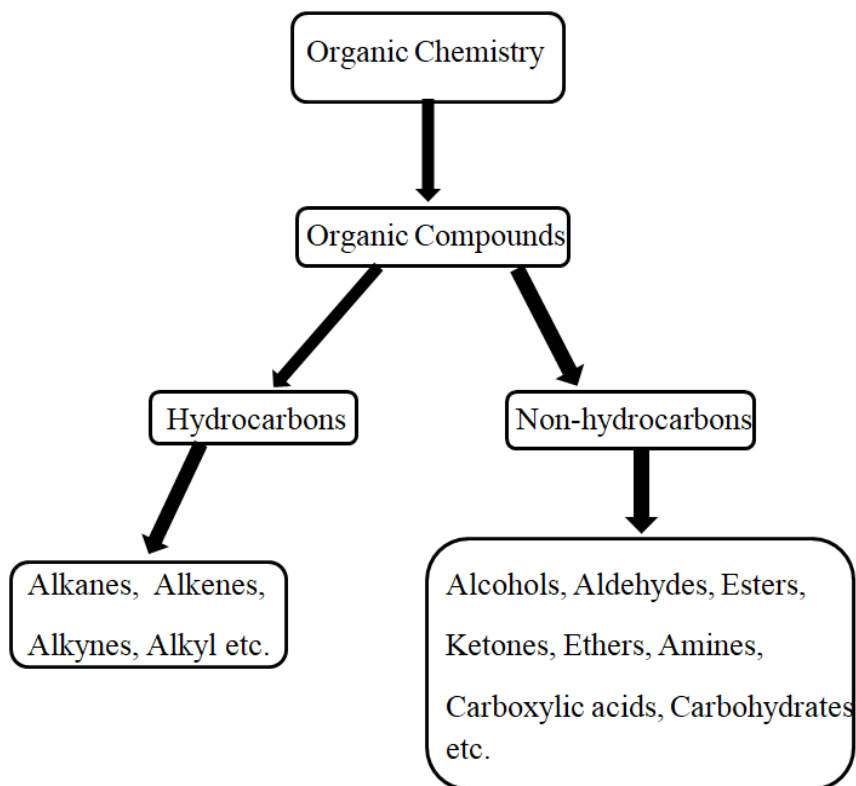 Organic Chemistry
Organic Compounds
Hydrocarbons
Non-hydrocarbons
Alkanes, Alkenes,
Alkynes, Alkyl etc.
Alcohols, Aldehydes, Esters,
Ketones, Ethers, Amines,
Carboxylic acids, Carbohydrates
etc.